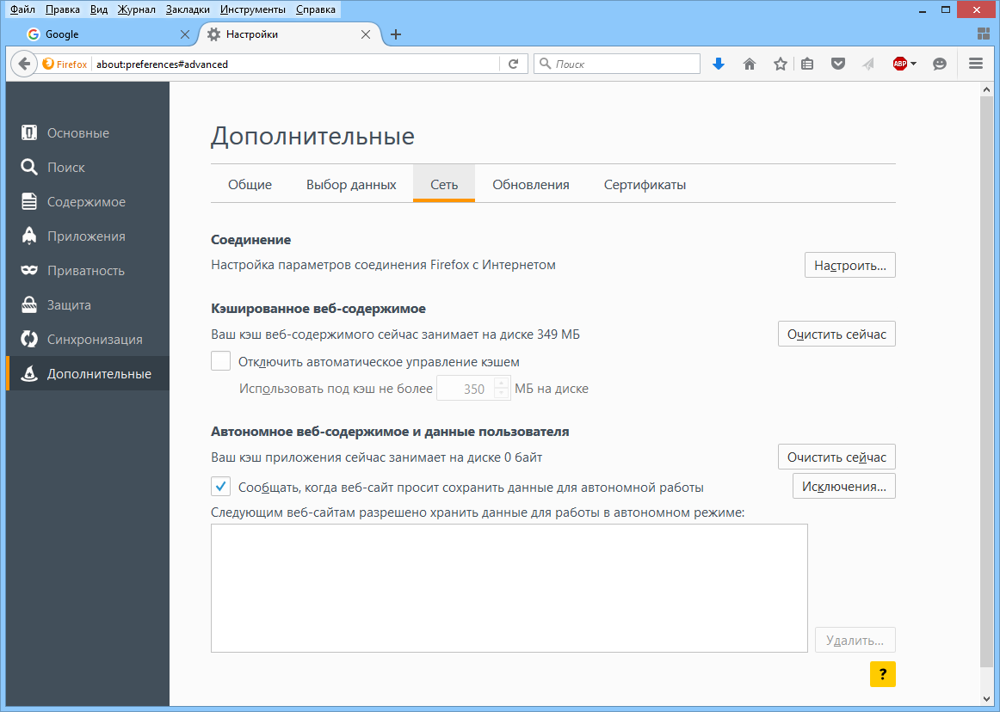 Файл Правка Вид Журнал Закладки Инструменты Справка
Google Настройки
Firefox about:preferences#advanced Поиск ABP
Основные
Поиск
Содержимое
Приложения
Приватность
Защита
Синхронизация
Дополнительные
Дополнительные
Общие Выбор данных Сеть Обновления Сертификаты
Соединение
Настройка параметров соединения Firefox с Интернетом Настроить...
Кэшированное веб-содержимое
Ваш кэш веб-содержимого сейчас занимает на диске 349 МБ Очистить сейчас
Отключить автоматическое управление кэшем
Использовать под кэш не более 350 МБ на диске
Автономное веб-содержимое и данные пользователя
Ваш кэш приложения сейчас занимает на диске 0 байт Очистить сейчас
Сообщать, когда веб-сайт просит сохранить данные для автономной работы Исключения...
Следующим веб-сайтам разрешено хранить данные для работы в автономном режиме:
Удалить...
?